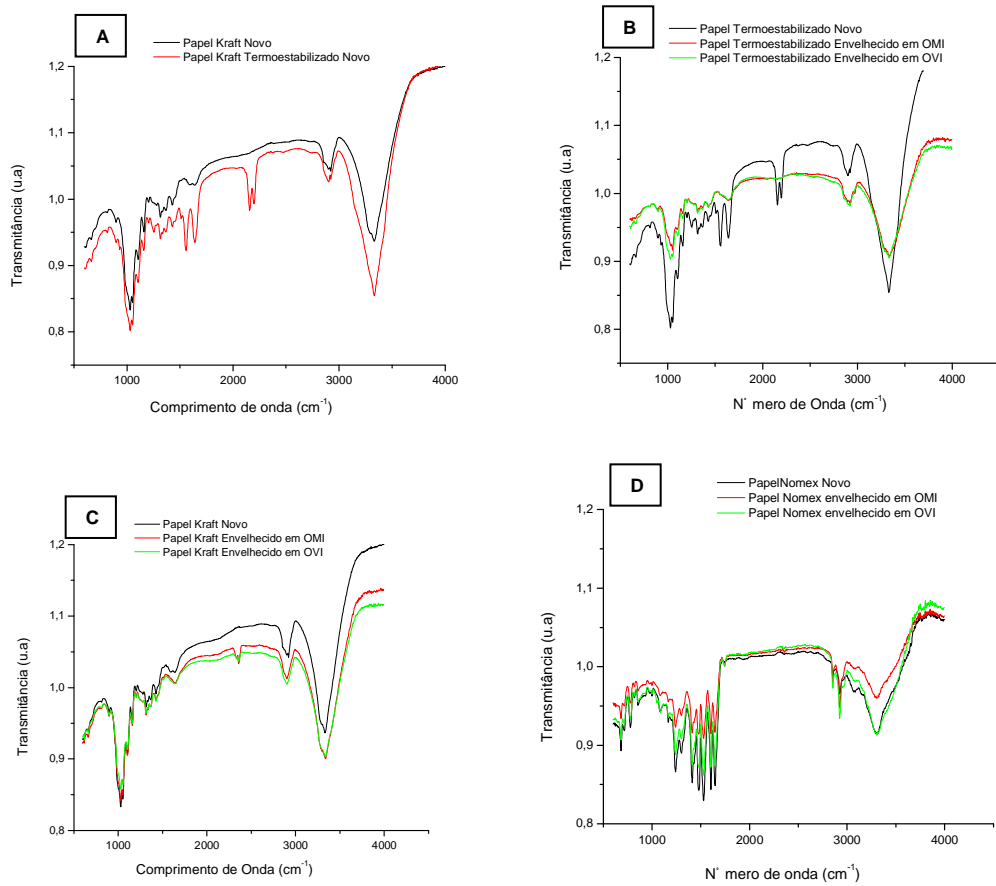 A
Papel Kraft Novo
Papel Kraft Termoestabilizado Novo
1,2
1,1
1,0
0,9
0,8
Transmitância (u.a)
1000 2000 3000 4000
Comprimento de onda (cm-1)
B
Papel Termoestabilizado Novo
Papel Termoestabilizado Envelhecido em OMI
Papel Termoestabilizado Envelhecido em OVI
1,2
1,1
1,0
0,9
0,8
Transmitância (u.a)
1000 2000 3000 4000
N° mero de Onda (cm-1)
C
Papel Kraft Novo
Papel Kraft Envelhecido em OMI
Papel Kraft Envelhecido em OVI
1,2
1,1
1,0
0,9
0,8
Transmitância (u.a)
1000 2000 3000 4000
Comprimento de Onda (cm-1)
D
PapelNomex Novo
Papel Nomex envelhecido em OMI
Papel Nomex envelhecido em OVI
1,2
1,1
1,0
0,9
0,8
Transmitância (u.a)
1000 2000 3000 4000
N° mero de onda (cm-1)